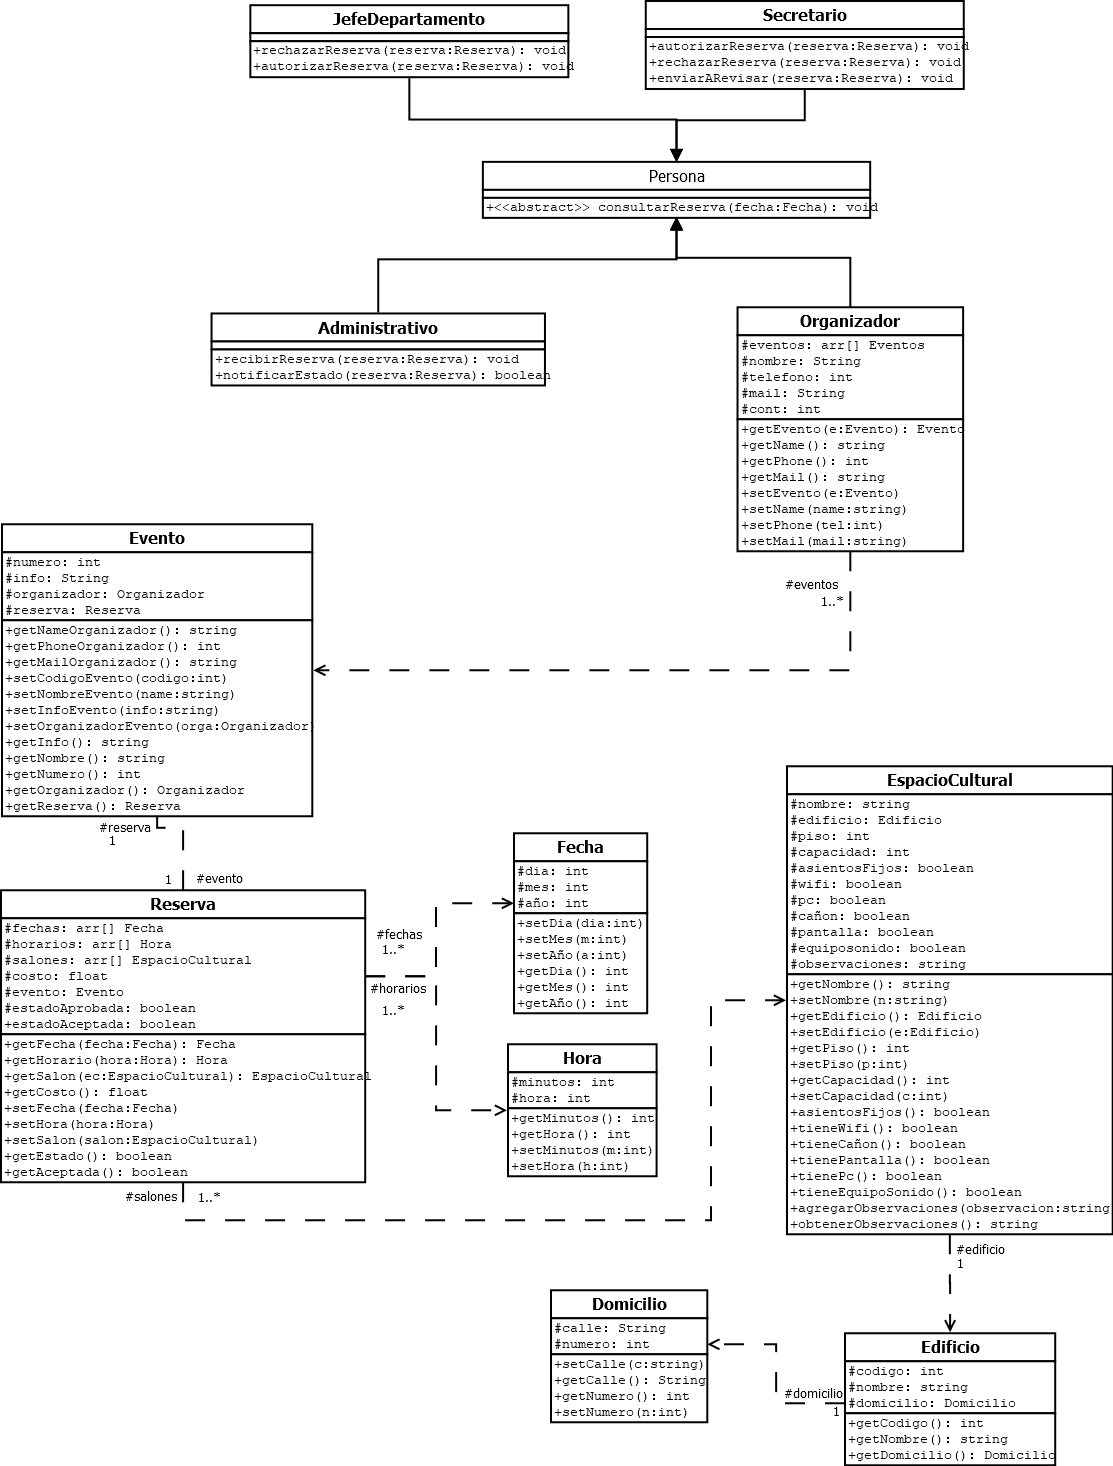 JefeDepartamento
+rechazarReserva(reserva:Reserva): void
+autorizarReserva(reserva:Reserva): void
Secretario
+autorizarReserva(reserva:Reserva): void
+rechazarReserva(reserva:Reserva): void
+enviarARevisar(reserva:Reserva): void
Persona
+<<abstract>> consultarReserva(fecha:Fecha): void
Administrativo
+recibirReserva(reserva:Reserva): void
+notificarEstado(reserva:Reserva): boolean
Organizador
#eventos: arr[] Eventos
#nombre: String
#telefono: int
#mail: String
#cont: int
+getEvento(e:Evento): Evento
+getName(): string
+getPhone(): int
+getMail(): string
+setEvento(e:Evento)
+setName(name:string)
+setPhone(tel:int)
+setMail(mail:string)
#eventos
1..*
Evento
#numero: int
#info: String
#organizador: Organizador
#reserva: Reserva
+getNameOrganizador(): string
+getPhoneOrganizador(): int
+getMailOrganizador(): string
+setCodigoEvento(codigo:int)
+setNombreEvento(name:string)
+setInfoEvento(info:string)
+setOrganizadorEvento(orga:Organizador)
+getInfo(): string
+getNombre(): string
+getNumero(): int
+getOrganizador(): Organizador
+getReserva(): Reserva
#reserva
1
1
#evento
Reserva
#fechas: arr[] Fecha
#horarios: arr[] Hora
#salones: arr[] EspacioCultural
#costo: float
#evento: Evento
#estadoAprobada: boolean
+estadoAceptada: boolean
+getFecha(fecha:Fecha): Fecha
+getHorario(hora:Hora): Hora
+getSalon(ec:EspacioCultural): EspacioCultural
+getCosto(): float
+setFecha(fecha:Fecha)
+setHora(hora:Hora)
+setSalon(salon:EspacioCultural)
+getEstado(): boolean
+getAceptada(): boolean
#fechas
1..*
#horarios
1..*
#salones
1..*
Fecha
#dia: int
#mes: int
#año: int
+setDia(dia:int)
+setMes(m:int)
+setAño(a:int)
+getDia(): int
+getMes(): int
+getAño(): int
Hora
#minutos: int
#hora: int
+getMinutos(): int
+getHora(): int
+setMinutos(m:int)
+setHora(h:int)
EspacioCultural
#nombre: string
#edificio: Edificio
#piso: int
#capacidad: int
#asientosFijos: boolean
#wifi: boolean
#pc: boolean
#cañon: boolean
#pantalla: boolean
#equiposonido: boolean
#observaciones: string
+getNombre(): string
+setNombre(n:string)
+getEdificio(): Edificio
+setEdificio(e:Edificio)
+getPiso(): int
+setPiso(p:int)
+getCapacidad(): int
+setCapacidad(c:int)
+asientosFijos(): boolean
+tieneWifi(): boolean
+tieneCañon(): boolean
+tienePantalla(): boolean
+tienePc(): boolean
+tieneEquipoSonido(): boolean
+agregarObservaciones(observacion:string
+obtenerObservaciones(): string
#edificio
1
Domicilio
#calle: String
#numero: int
+setCalle(c:string)
+getCalle(): String
+getNumero(): int
+setNumero(n:int)
#domicilio
1
Edificio
#codigo: int
#nombre: string
#domicilio: Domicilio
+getCodigo(): int
+getNombre(): string
+getDomicilio(): Domicilio